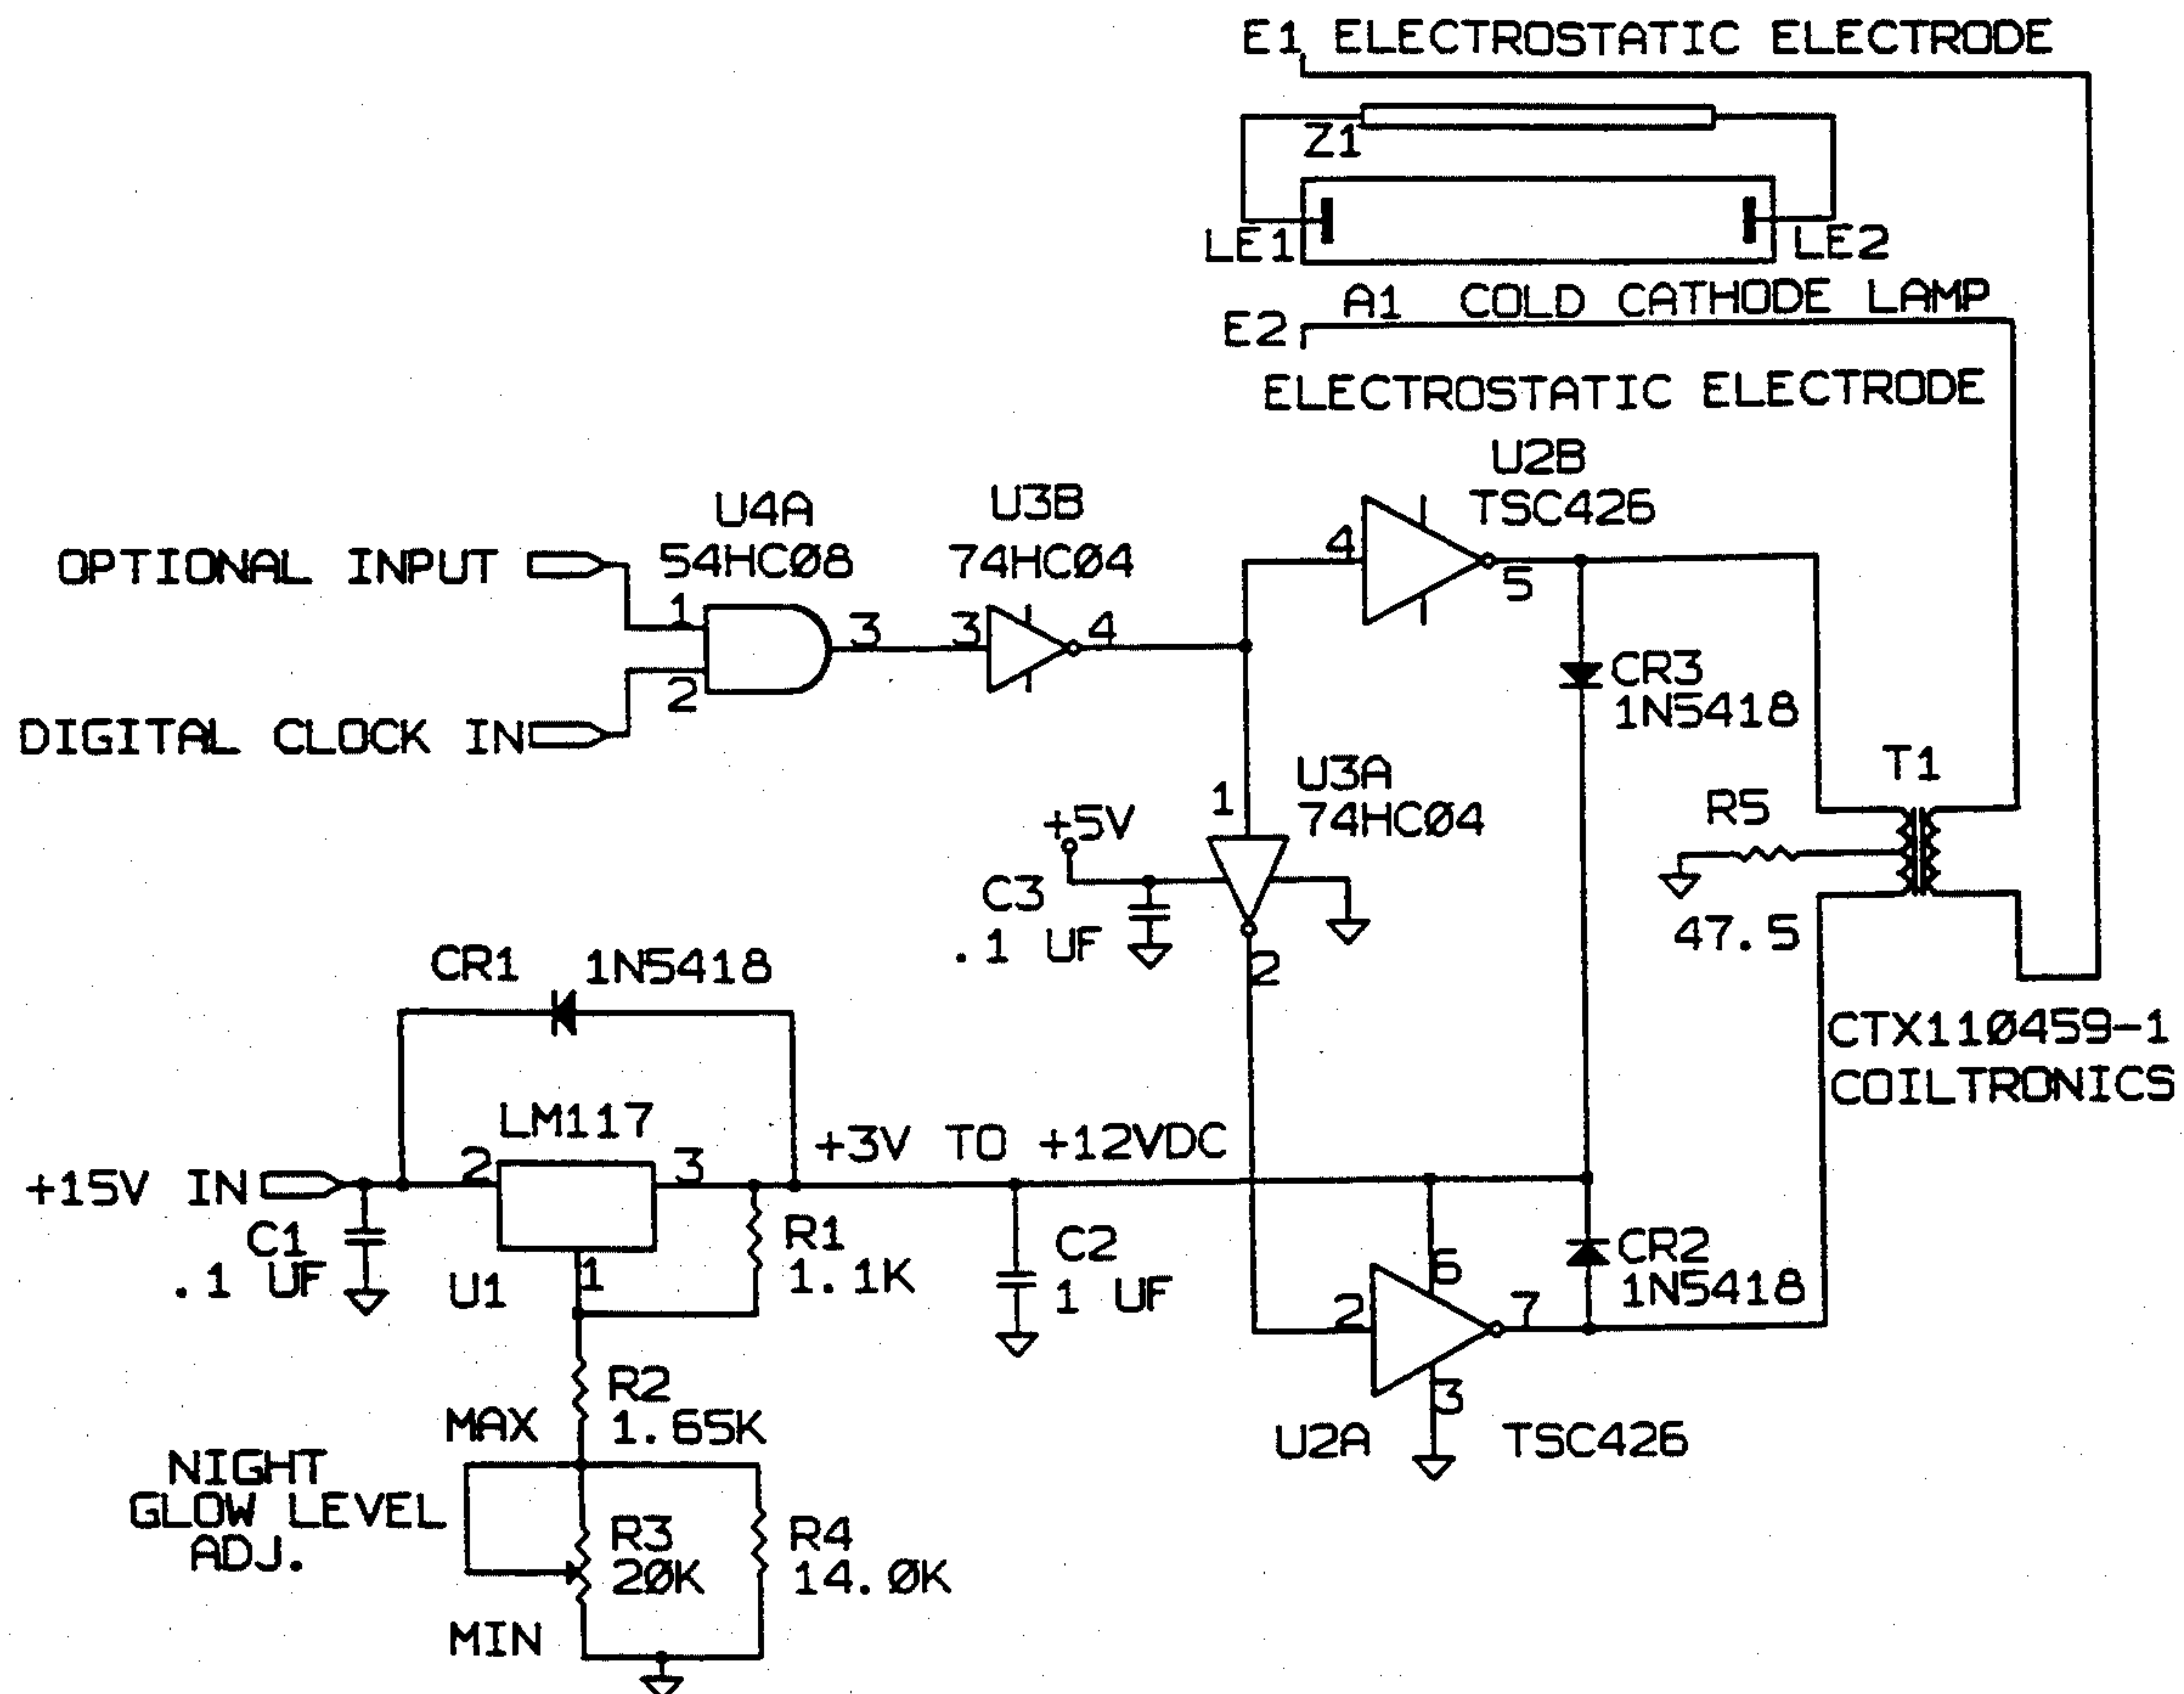 E1 ELECTROSTATIC ELECTRODE
Z1
LE1
LE2
A1 COLD CATHODE LAMP
E2
ELECTROSTATIC ELECTRODE
U2B
TSC426
U4A
54HCØ8
U3B
74HCØ4
OPTIONAL INPUT
1
2
3
3
4
4
5
DIGITAL CLOCK IN
CR3
1N5418
U3A
74HCØ4
1
2
+5V
C3
.1 UF
T1
R5
47.5
CTX11Ø459-1
COILTRONICS
CR1 1N5418
LM117
2
3
1
U1
+15V IN
C1
.1 UF
+3V TO +12VDC
R1
1.1K
C2
1 UF
CR2
1N5418
2
6
7
3
U2A TSC426
R2
1.65K
MAX
NIGHT
GLOW LEVEL
ADJ.
R3
2ØK
R4
14.ØK
MIN